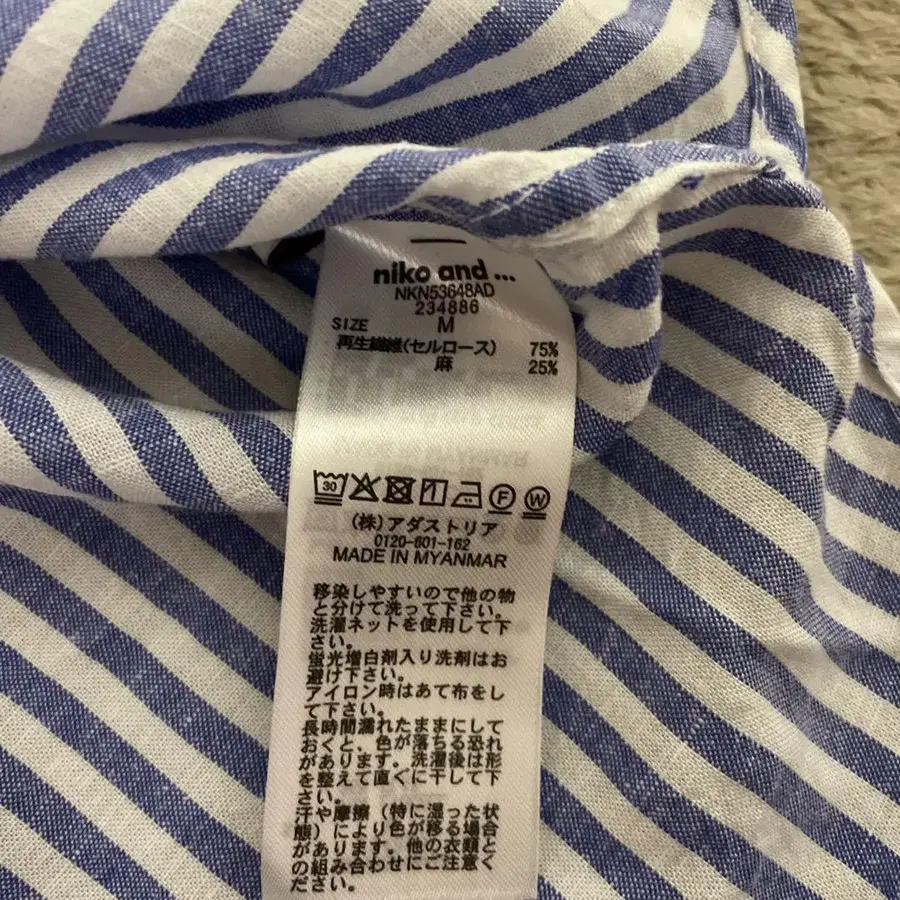 niko and ...
NKN53648AD
234886
SIZE M
再生繊維(セルロース) 75%
麻 25%
30 F W
(株)アダストリア
0120-601-162
MADE IN MYANMAR
移染しやすいので他の物
と分けて洗って下さい。
洗濯ネットを使用して下
さい。
蛍光増白剤入り洗剤はお
避け下さい。
アイロン時はあて布をし
て下さい。
長時間濡れたままにして
おくと、色が落ちる恐れ
があります。洗濯後は形
を整えて直ぐに干して下
さい。
汗や摩擦（特に湿った状
態）により色が移る場合
があります。他の衣類と
の組み合わせにご注意く
ださい。